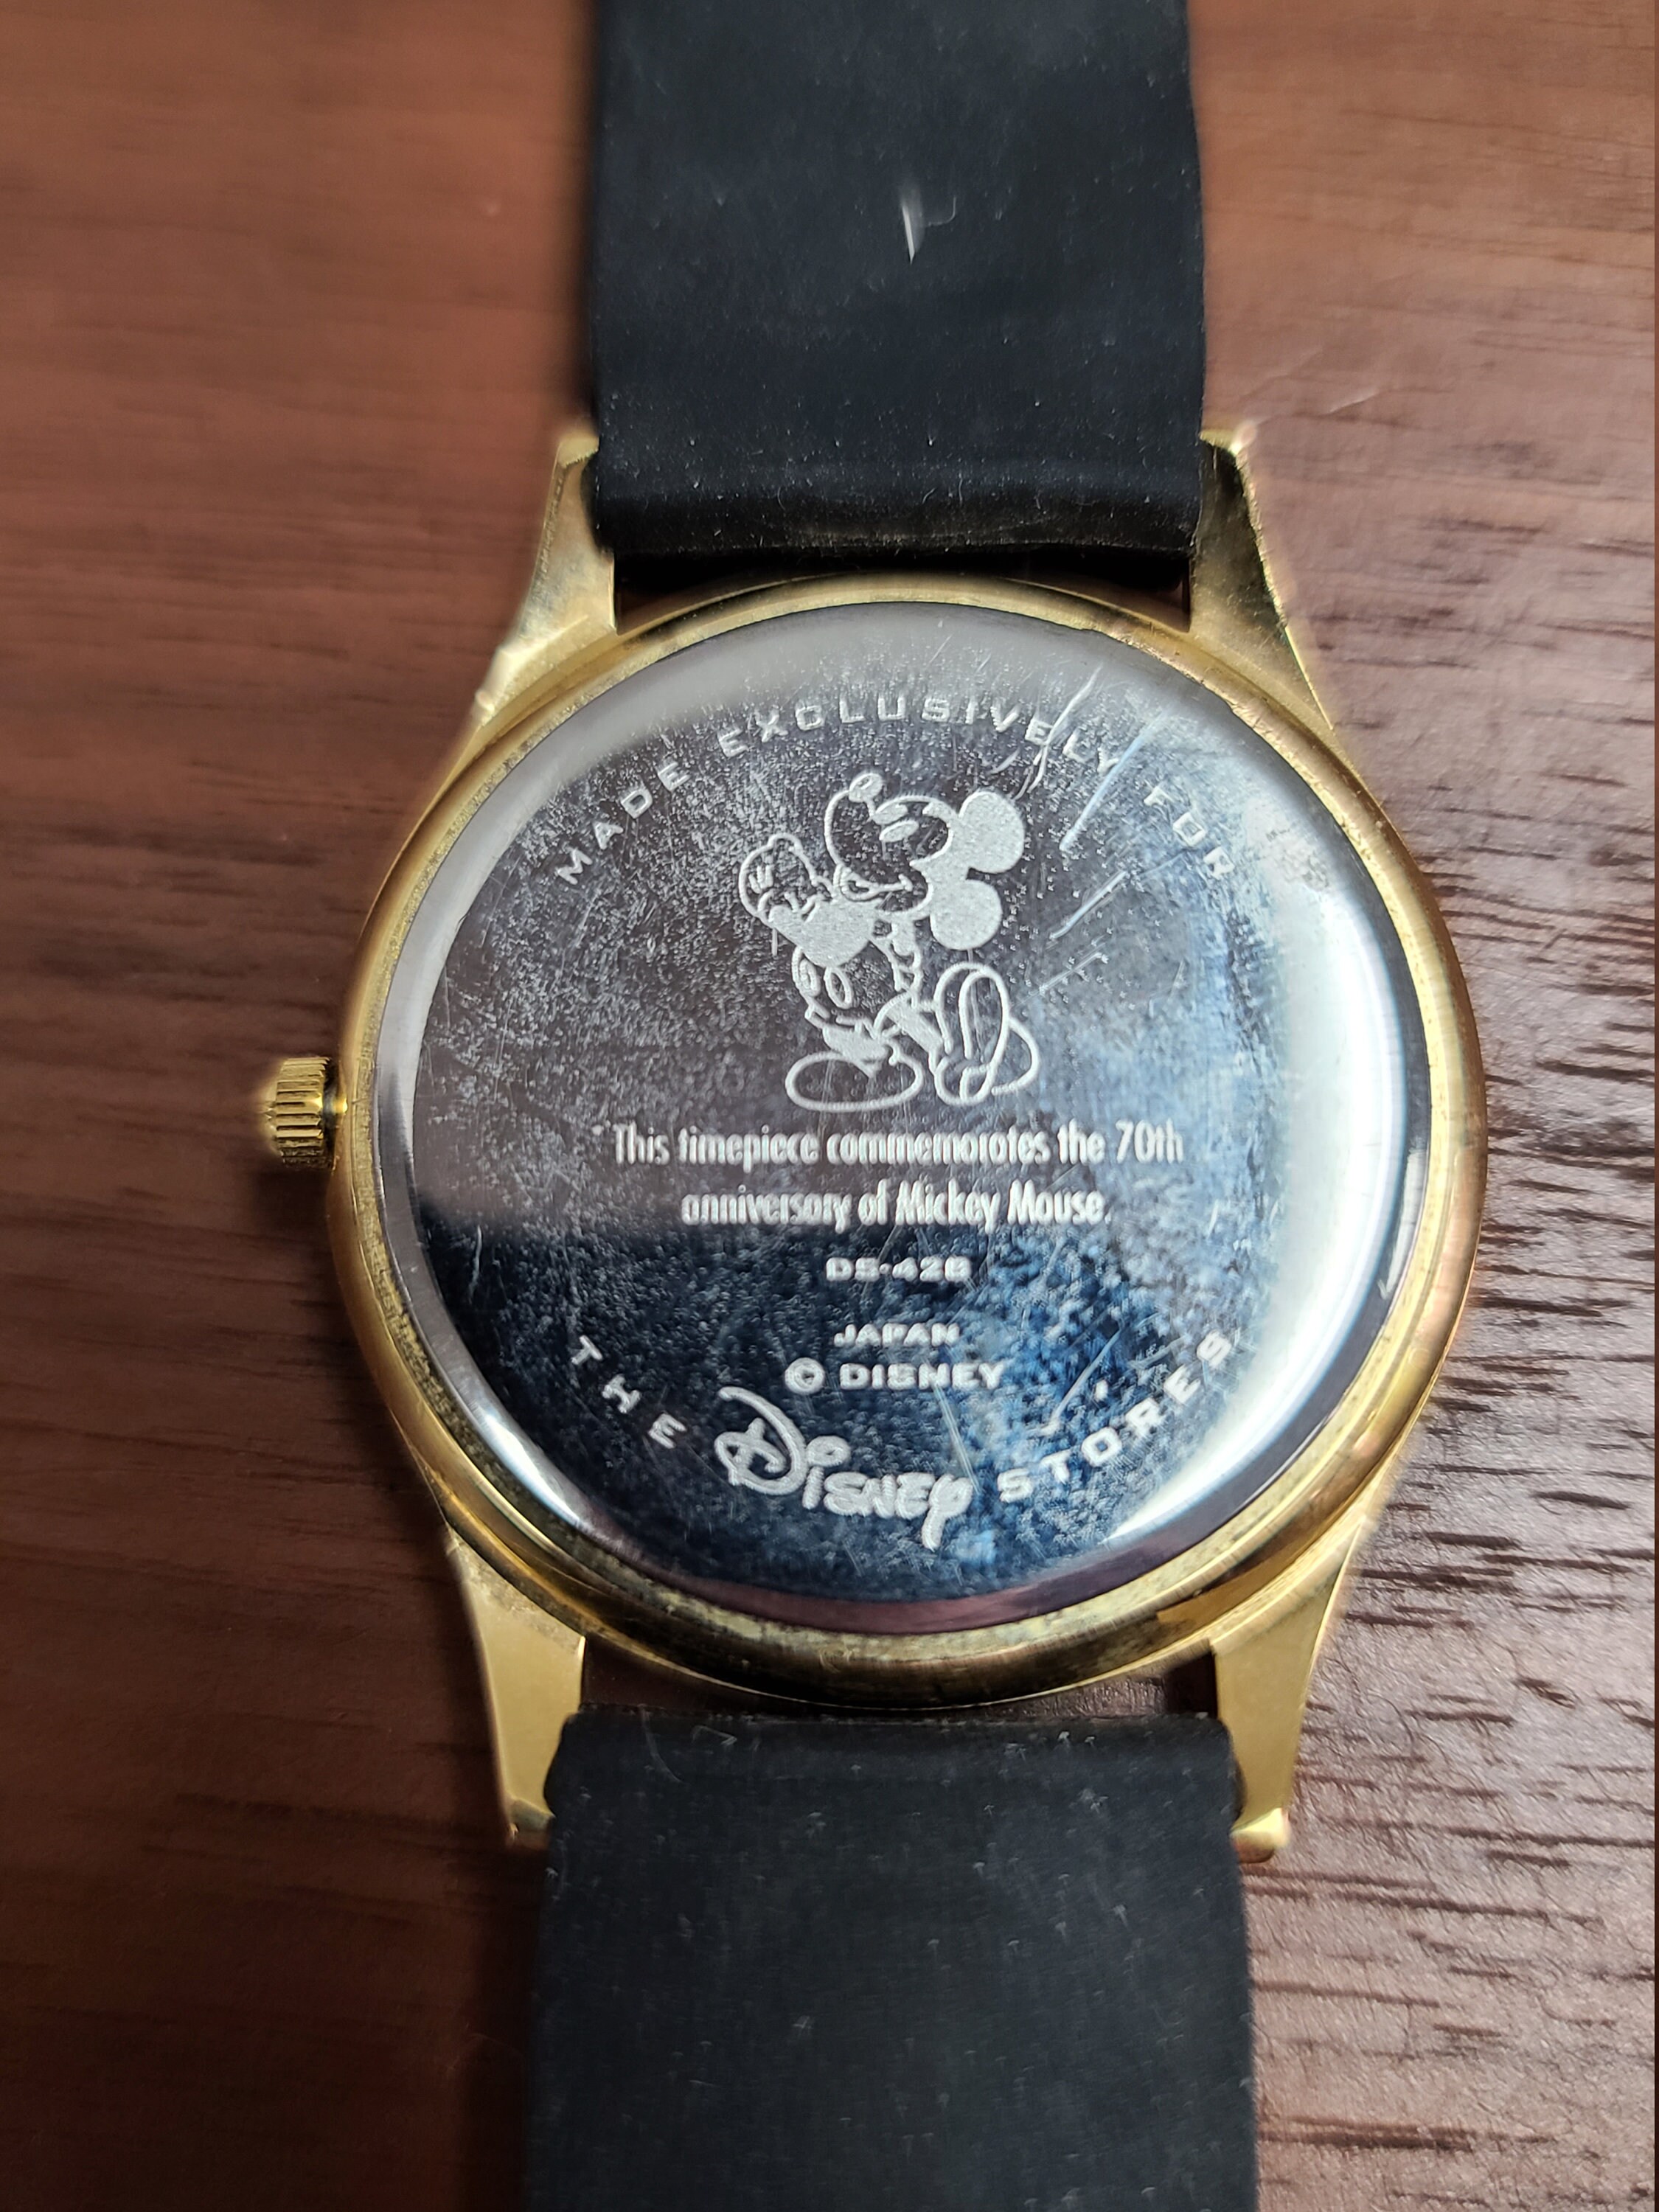 MADE EXCLUSIVELY FOR
This timepiece commemorates the 70th
anniversary of Mickey Mouse.
DS-428
JAPAN
© DISNEY
THE Disney STORES